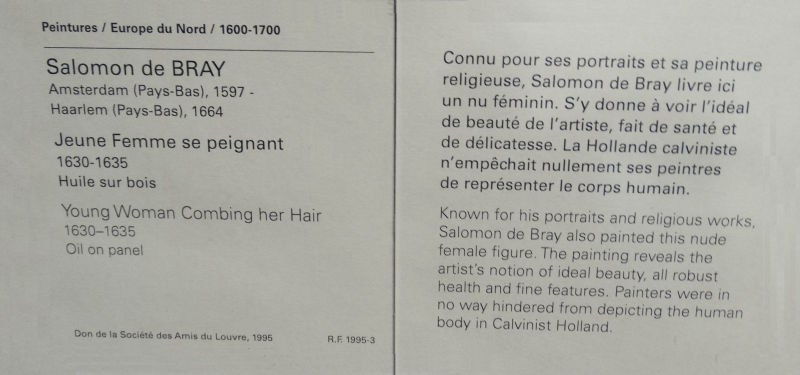 Peintures / Europe du Nord / 1600-1700
Salomon de BRAY
Amsterdam (Pays-Bas), 1597 -
Haarlem (Pays-Bas), 1664
Jeune Femme se peignant
1630-1635
Huile sur bois
Young Woman Combing her Hair
1630–1635
Oil on panel
Don de la Société des Amis du Louvre, 1995
R.F. 1995-3
Connu pour ses portraits et sa peinture
religieuse, Salomon de Bray livre ici
un nu féminin. S'y donne à voir l'idéal
de beauté de l'artiste, fait de santé et
de délicatesse. La Hollande calviniste
n'empêchait nullement ses peintres
de représenter le corps humain.
Known for his portraits and religious works,
Salomon de Bray also painted this nude
female figure. The painting reveals the
artist's notion of ideal beauty, all robust
health and fine features. Painters were in
no way hindered from depicting the human
body in Calvinist Holland.